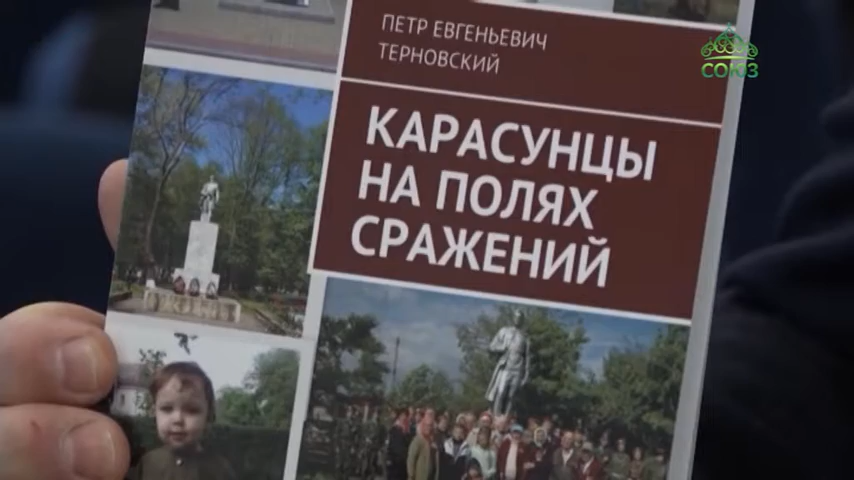 ПЕТР ЕВГЕНЬЕВИЧ
ТЕРНОВСКИЙ
СОЮЗ
КАРАСУНЦЫ
НА ПОЛЯХ
СРАЖЕНИЙ